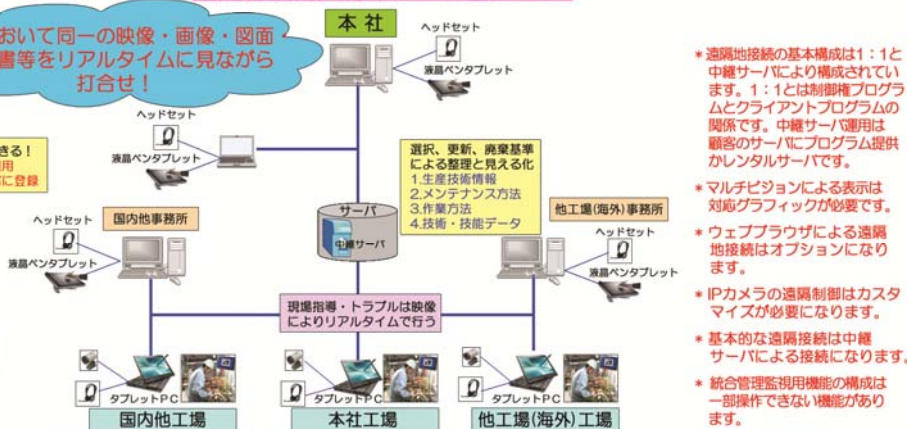 本 社
おいて同一の映像・画像・図面
書等をリアルタイムに見ながら
打合せ！
ヘッドセット
液晶ペンタブレット
ヘッドセット
液晶ペンタブレット
きる！
用
に登録
選択、更新、廃棄基準
による整理と見える化
1.生産技術情報
2.メンテナンス方法
3.作業方法
4.技術・技能データ
サーバ
中継サーバ
国内他事務所
ヘッドセット
液晶ペンタブレット
他工場(海外)事務所
ヘッドセット
液晶ペンタブレット
現場指導・トラブルは映像
によりリアルタイムで行う
タブレットPC
タブレットPC
タブレットPC
国内他工場
本社工場
他工場(海外)工場
*遠隔地接続の基本構成は1：1と
中継サーバにより構成されてい
ます。1：1とは制御権プログラ
ムとクライアントプログラムの
関係です。中継サーバ運用は
顧客のサーバにプログラム提供
かレンタルサーバです。
*マルチビジョンによる表示は
対応グラフィックが必要です。
* ウェブブラウザによる遠隔
地接続はオプションになり
ます。
* IPカメラの遠隔制御はカスタ
マイズが必要になります。
* 基本的な遠隔接続は中継
サーバによる接続になります。
* 統合管理監視用機能の構成は
一部操作できない機能があり
ます。